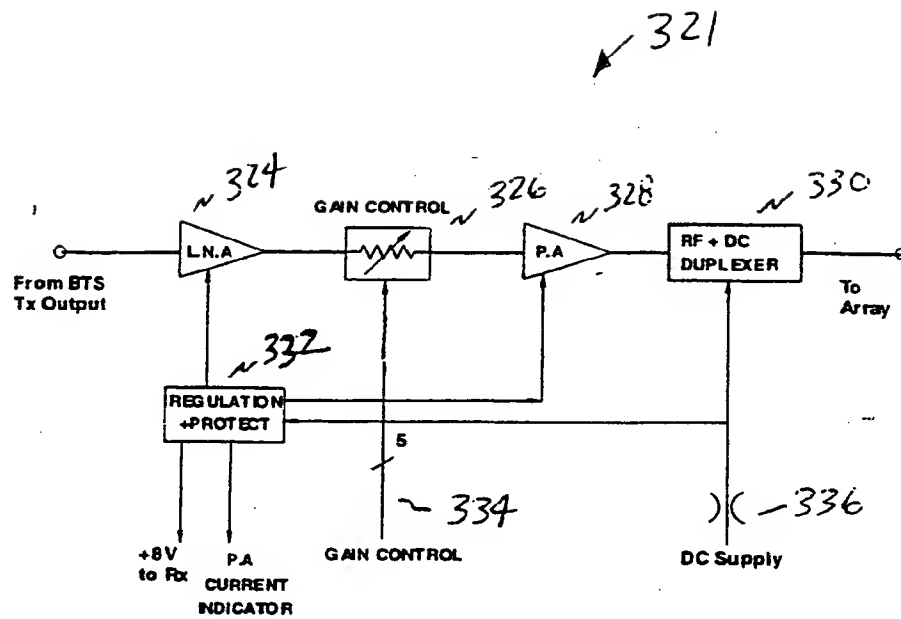 321
324
GAIN CONTROL
326
328
330
L.N.A
P.A
RF + DC
DUPLEXER
From BTS
Tx Output
To
Array
332
REGULATION
+PROTECT
5
334
336
+8V
to Rx
P.A
CURRENT
INDICATOR
GAIN CONTROL
DC Supply